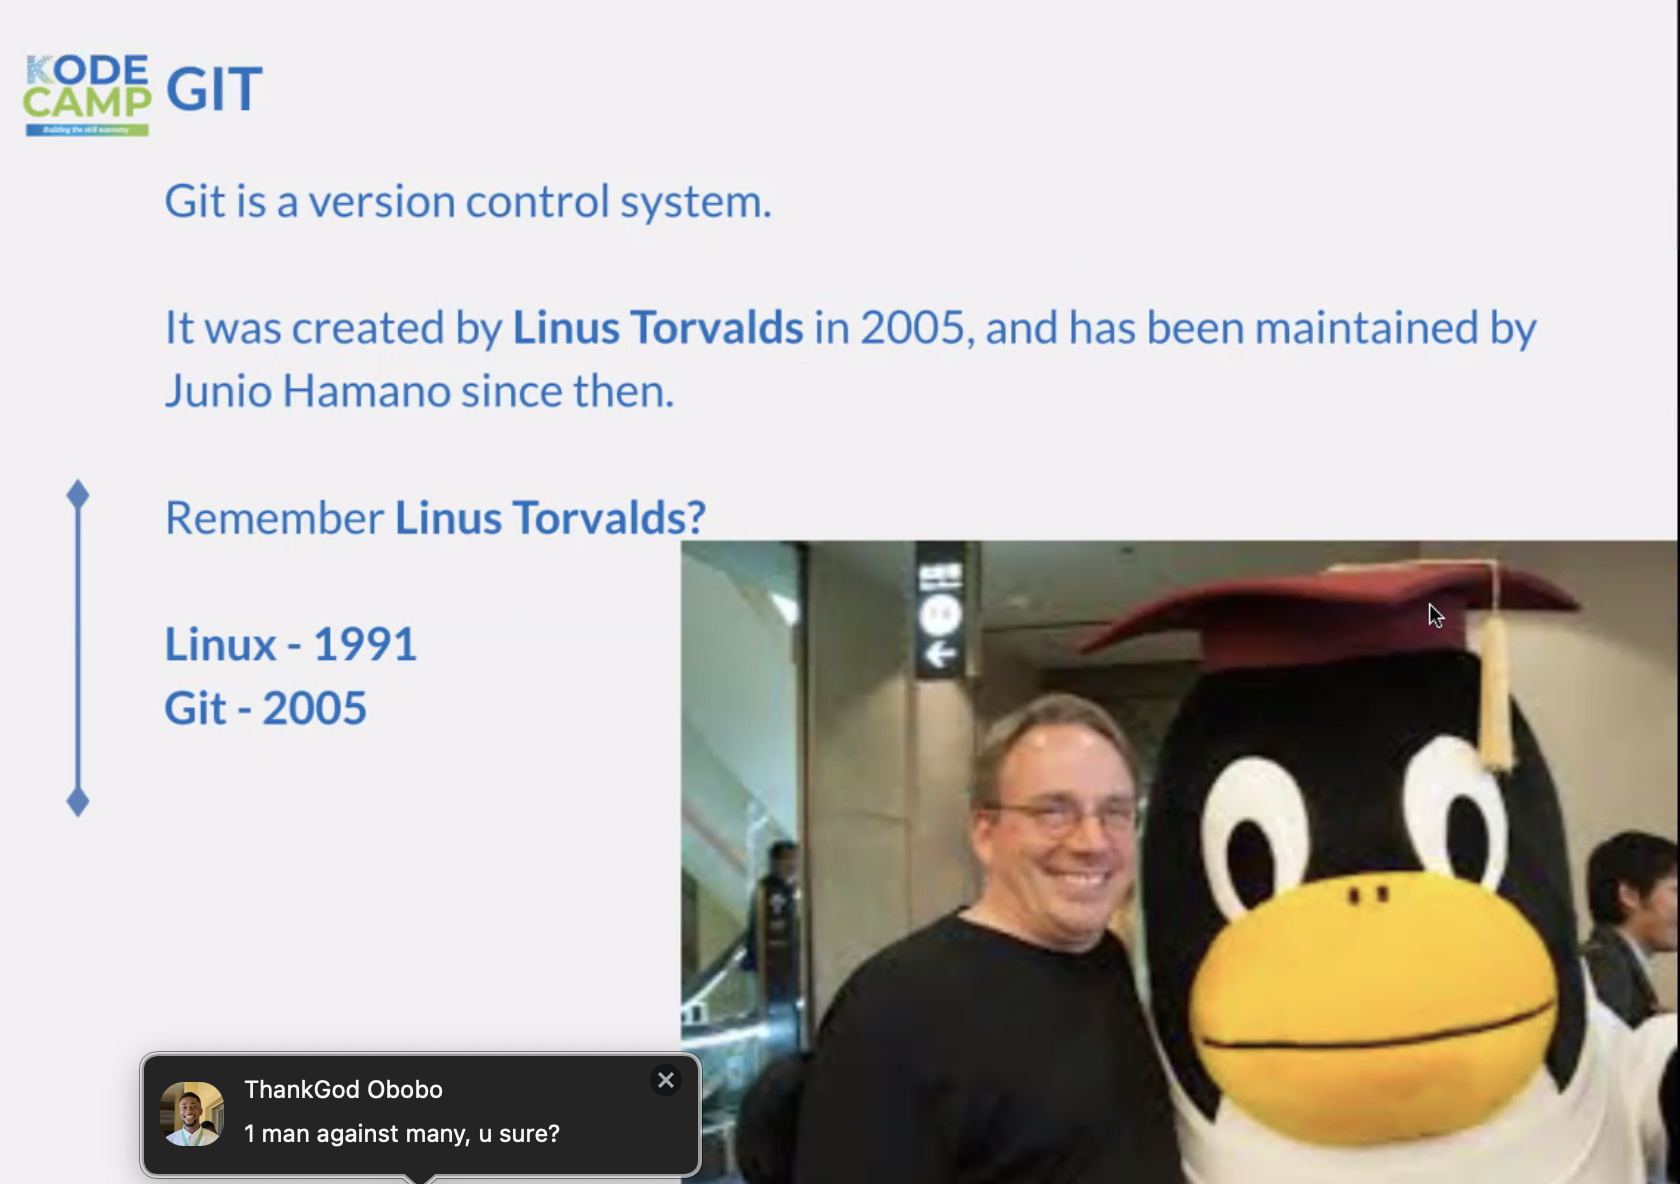 KODE
CAMP
Building the skill economy
GIT
Git is a version control system.
It was created by Linus Torvalds in 2005, and has been maintained by
Junio Hamano since then.
Remember Linus Torvalds?
Linux - 1991
Git - 2005
ThankGod Obobo
1 man against many, u sure?